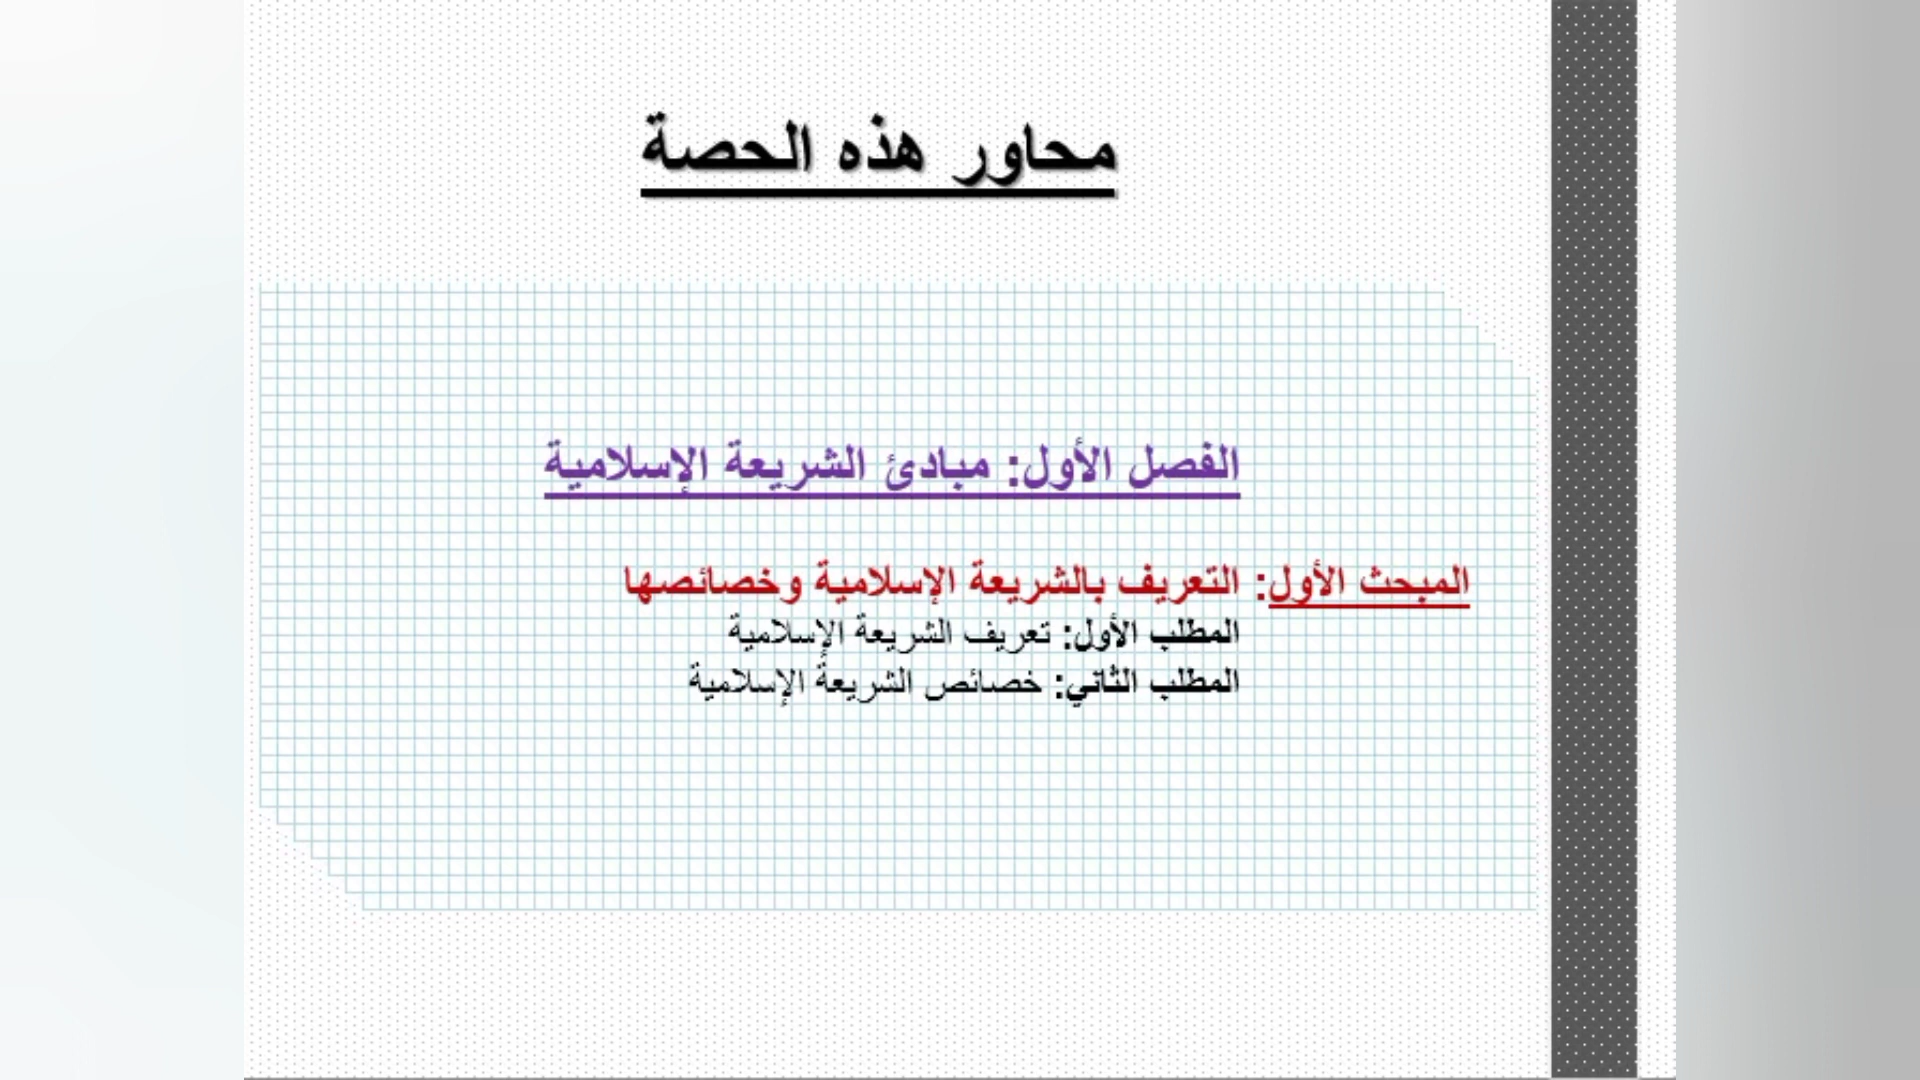 محاور هذه الحصة
الفصل الأول: مبادئ الشريعة الإسلامية
المبحث الأول: التعريف بالشريعة الإسلامية وخصائصها
المطلب الأول: تعريف الشريعة الإسلامية
المطلب الثاني: خصائص الشريعة الإسلامية